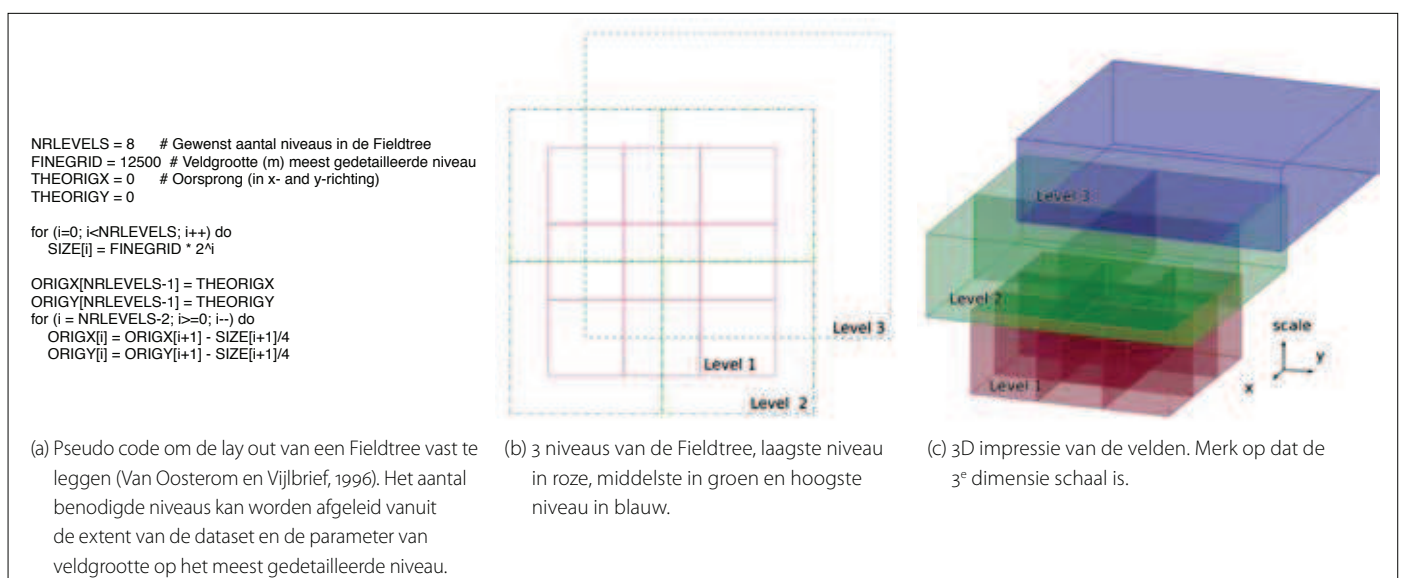 NRLEVELS = 8 # Gewenst aantal niveaus in de Fieldtree
FINEGRID = 12500 # Veldgrootte (m) meest gedetailleerde niveau
THEORIGX = 0 # Oorsprong (in x- and y-richting)
THEORIGY = 0
for (i=0; i<NRLEVELS; i++) do
SIZE[i] = FINEGRID * 2^i
ORIGX[NRLEVELS-1] = THEORIGX
ORIGY[NRLEVELS-1] = THEORIGY
for (i = NRLEVELS-2; i>=0; i--) do
ORIGX[i] = ORIGX[i+1] - SIZE[i+1]/4
ORIGY[i] = ORIGY[i+1] - SIZE[i+1]/4
(a) Pseudo code om de lay out van een Fieldtree vast te
leggen (Van Oosterom en Vijlbrief, 1996). Het aantal
benodigde niveaus kan worden afgeleid vanuit
de extent van de dataset en de parameter van
veldgrootte op het meest gedetailleerde niveau.
Level 3
Level 1
Level 2
(b) 3 niveaus van de Fieldtree, laagste niveau
in roze, middelste in groen en hoogste
niveau in blauw.
Level 3
Level 2
Level 1
scale
y
x
(c) 3D impressie van de velden. Merk op dat de
3e dimensie schaal is.